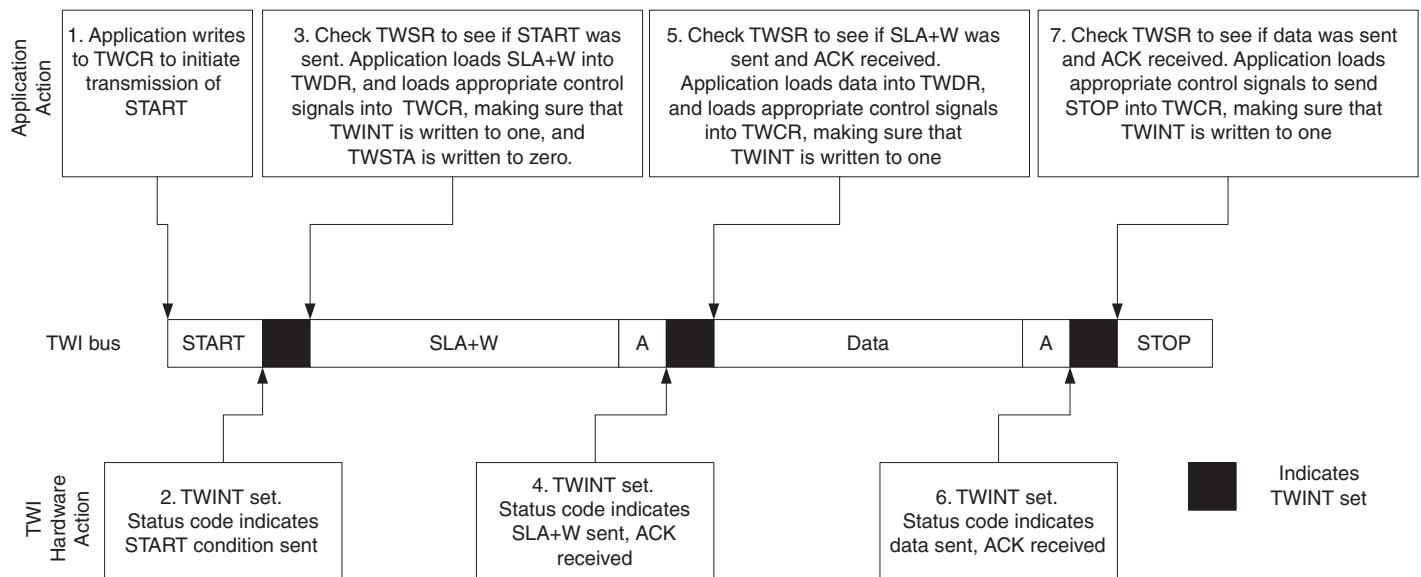 Application
Action
1. Application writes
to TWCR to initiate
transmission of
START
3. Check TWSR to see if START was
sent. Application loads SLA+W into
TWDR, and loads appropriate control
signals into TWCR, making sure that
TWINT is written to one, and
TWSTA is written to zero.
5. Check TWSR to see if SLA+W was
sent and ACK received.
Application loads data into TWDR,
and loads appropriate control signals
into TWCR, making sure that
TWINT is written to one
7. Check TWSR to see if data was sent
and ACK received. Application loads
appropriate control signals to send
STOP into TWCR, making sure that
TWINT is written to one
TWI bus
START
SLA+W
A
Data
A
STOP
TWI
Hardware
Action
2. TWINT set.
Status code indicates
START condition sent
4. TWINT set.
Status code indicates
SLA+W sent, ACK
received
6. TWINT set.
Status code indicates
data sent, ACK received
Indicates
TWINT set